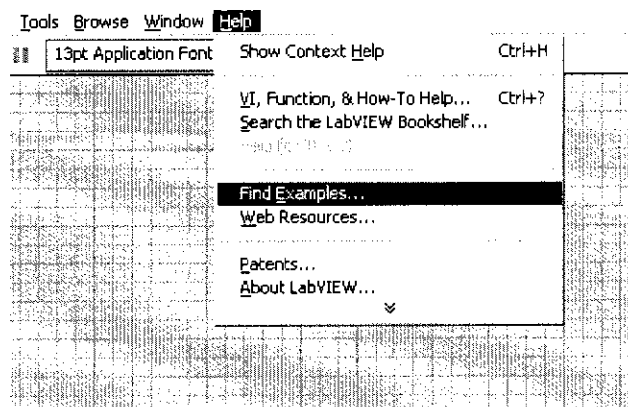 Tools Browse Window Help
13pt Application Font
Show Context Help Ctrl+H
VI, Function, & How-To Help... Ctrl+?
Search the LabVIEW Bookshelf...
Find Examples...
Web Resources...
Patents...
About LabVIEW...